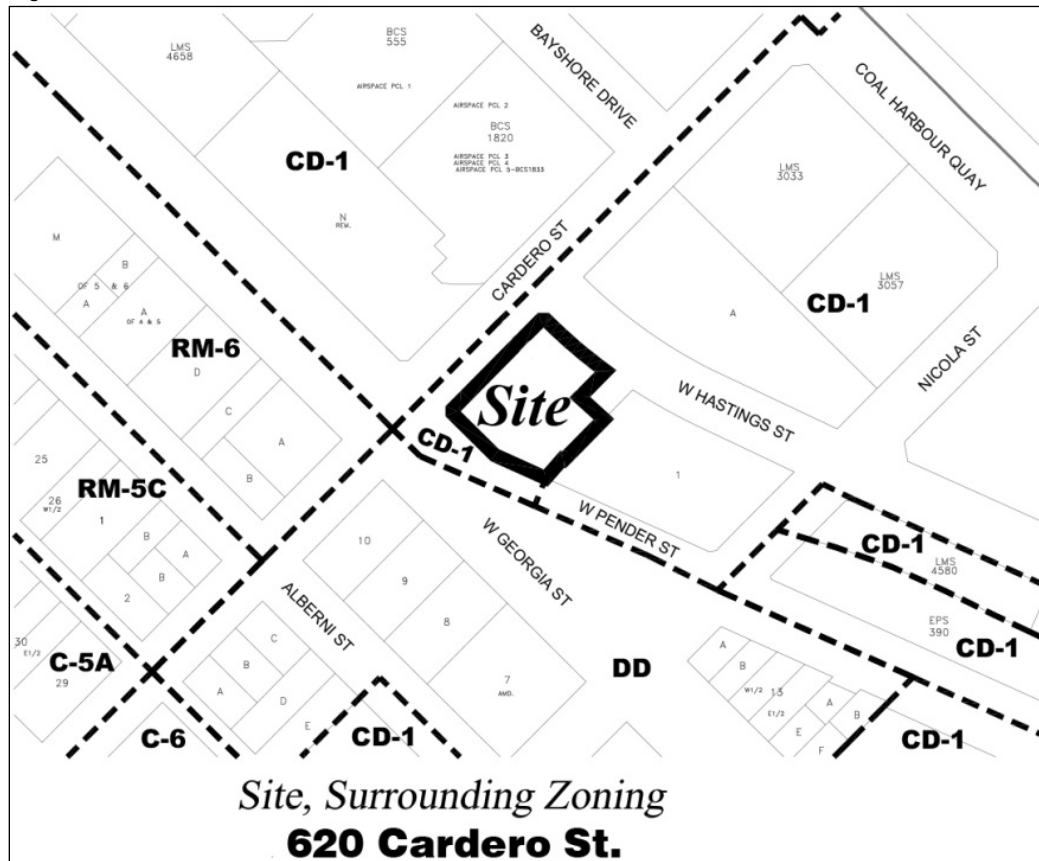 LMS
4658
BCS
555
AIRSPACE PCL 1
AIRSPACE PCL 2
BCS
1820
AIRSPACE PCL 3
AIRSPACE PCL 4
AIRSPACE PCL 5-BCS1833
BAYSHORE DRIVE
COAL HARBOUR QUAY
CD-1
N
REM.
LMS
3033
CARDERO ST
LMS
3057
CD-1
A
NICOLA ST
M
B
OF 5 & 6
A
A
OF 4 & 5
RM-6
D
C
A
B
Site
CD-1
W HASTINGS ST
1
W PENDER ST
W GEORGIA ST
25
26
W1/2
RM-5C
1
B
A
B
2
10
9
8
7
AMD.
ALBERNI ST
CD-1
LMS
4580
EPS
390
CD-1
30
E1/2
C-5A
29
C
B
A
D
E
C-6
CD-1
DD
A
B
W1/2 13
E1/2
A
B
E
F
CD-1
Site, Surrounding Zoning
620 Cardero St.